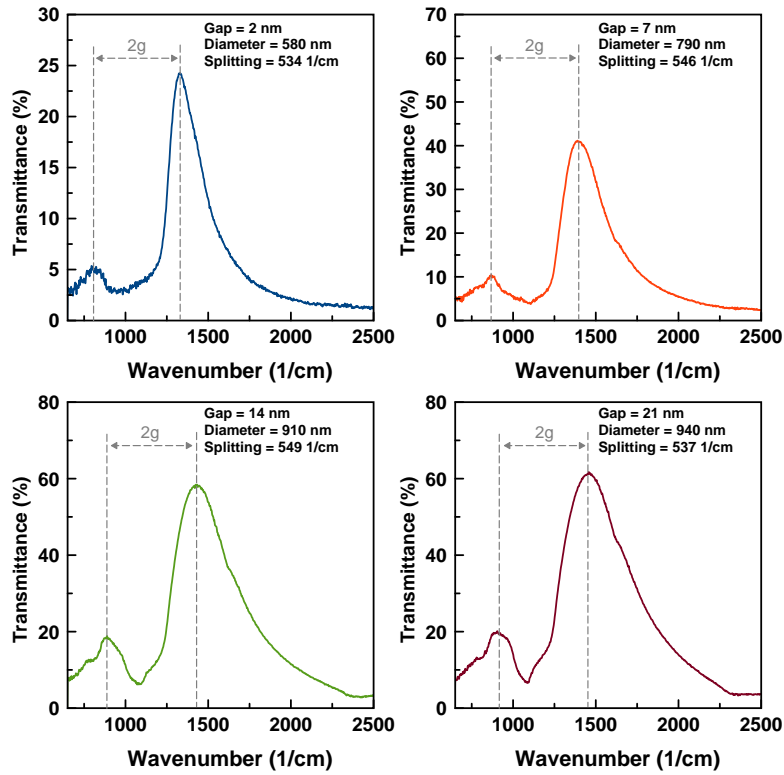 Gap = 2 nm
Diameter = 580 nm
Splitting = 534 1/cm
2g
30
25
20
15
10
5
0
Transmittance (%)
1000 1500 2000 2500
Wavenumber (1/cm)
Gap = 7 nm
Diameter = 790 nm
Splitting = 546 1/cm
2g
70
60
50
40
30
20
10
0
Transmittance (%)
1000 1500 2000 2500
Wavenumber (1/cm)
Gap = 14 nm
Diameter = 910 nm
Splitting = 549 1/cm
2g
80
60
40
20
0
Transmittance (%)
1000 1500 2000 2500
Wavenumber (1/cm)
Gap = 21 nm
Diameter = 940 nm
Splitting = 537 1/cm
2g
80
60
40
20
0
Transmittance (%)
1000 1500 2000 2500
Wavenumber (1/cm)